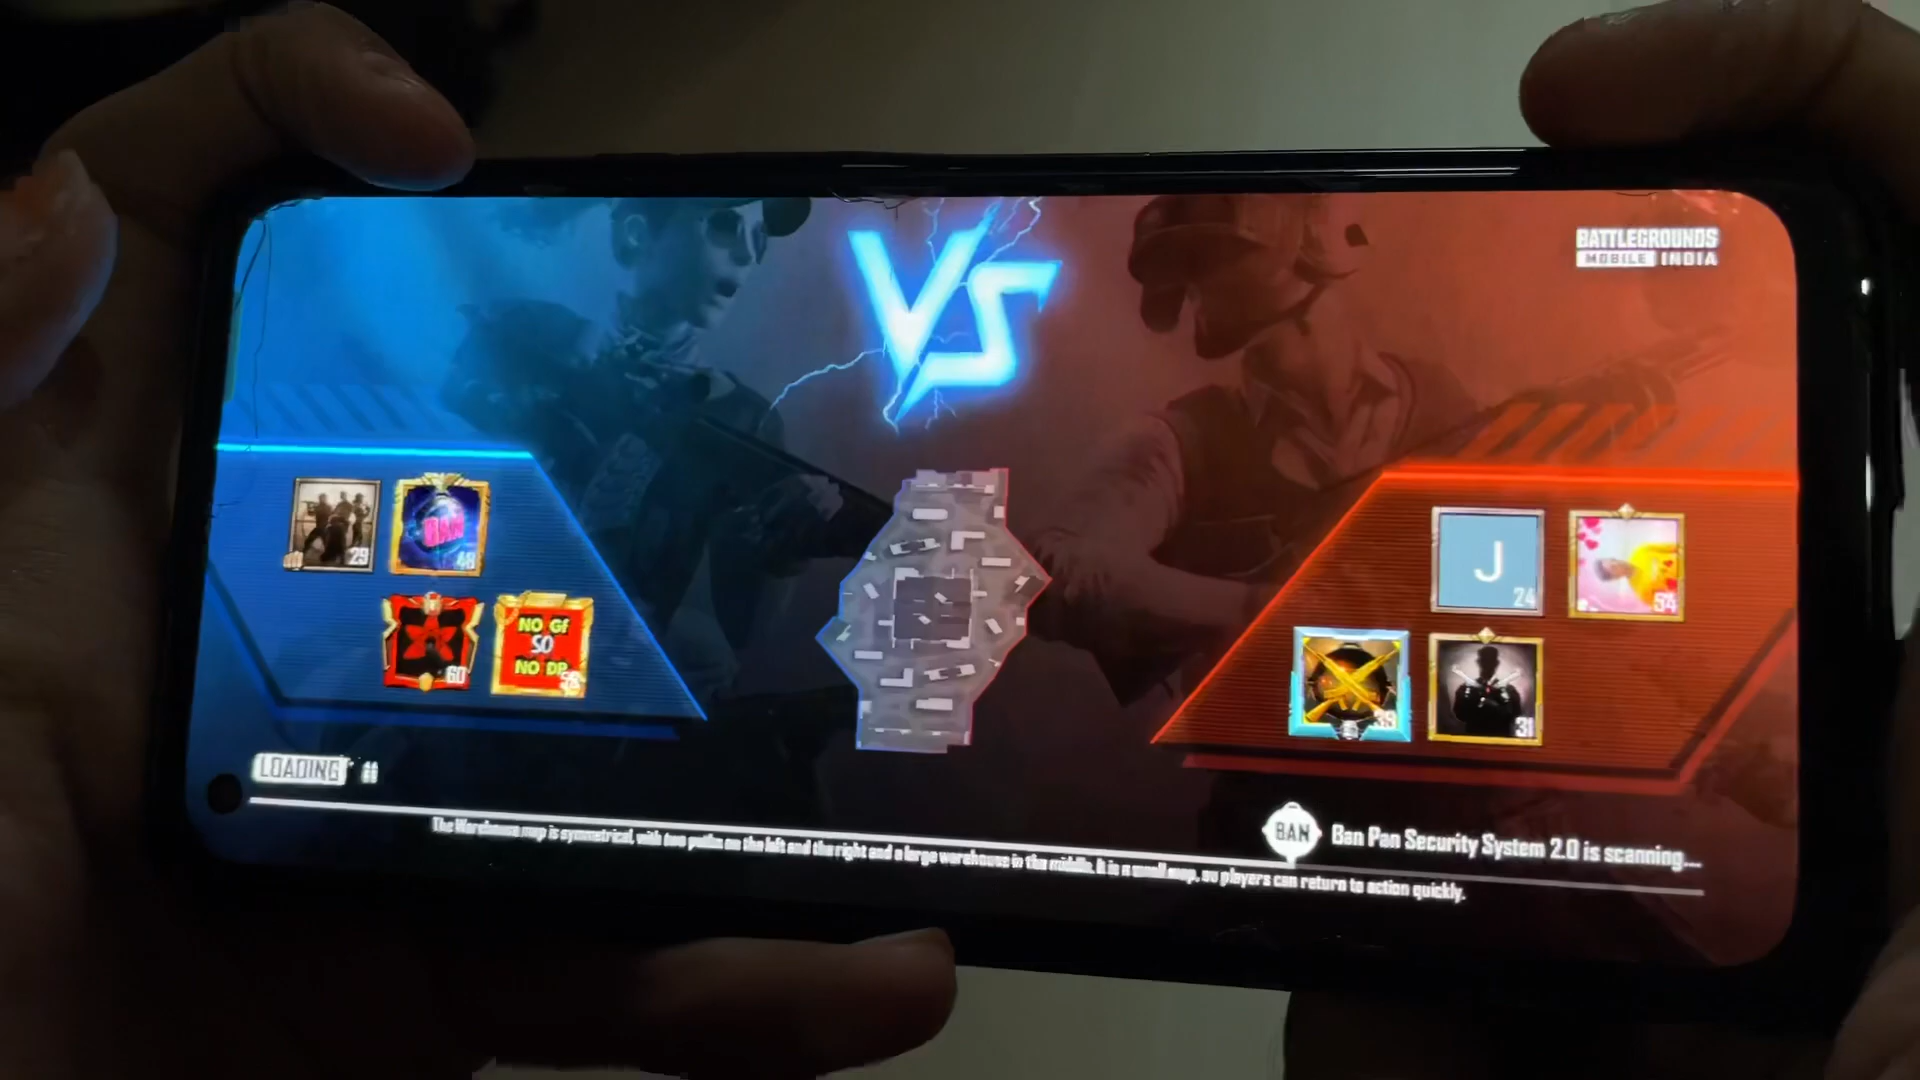 VS
BATTLEGROUNDS
MOBILE INDIA
29
BAN
48
60
NO Gf
SO
NO DP
J
24
54
39
31
LOADING
BAN
Ban Pan Security System 2.0 is scanning...
The Warehouse map is symmetrical, with two paths on the left and the right and a large warehouse in the middle. It is a small map, so players can return to action quickly.